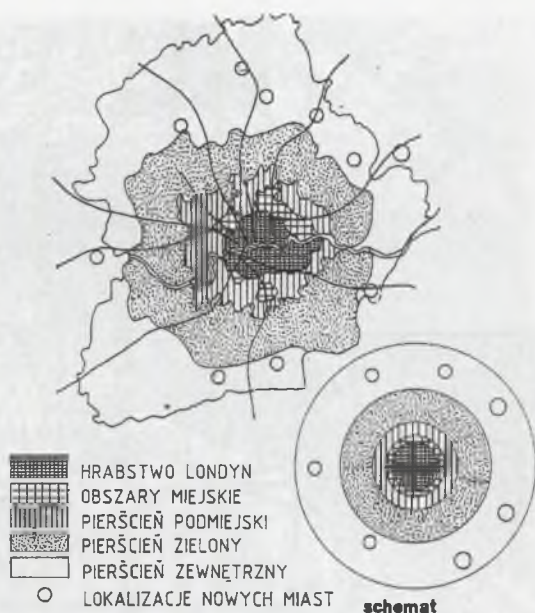 HRABSTWO LONDYN
OBSZARY MIEJSKIE
PIERŚCIEŃ PODMIEJSKI
PIERŚCIEŃ ZIELONY
PIERŚCIEŃ ZEWNĘTRZNY
LOKALIZACJE NOWYCH MIAST
schemat